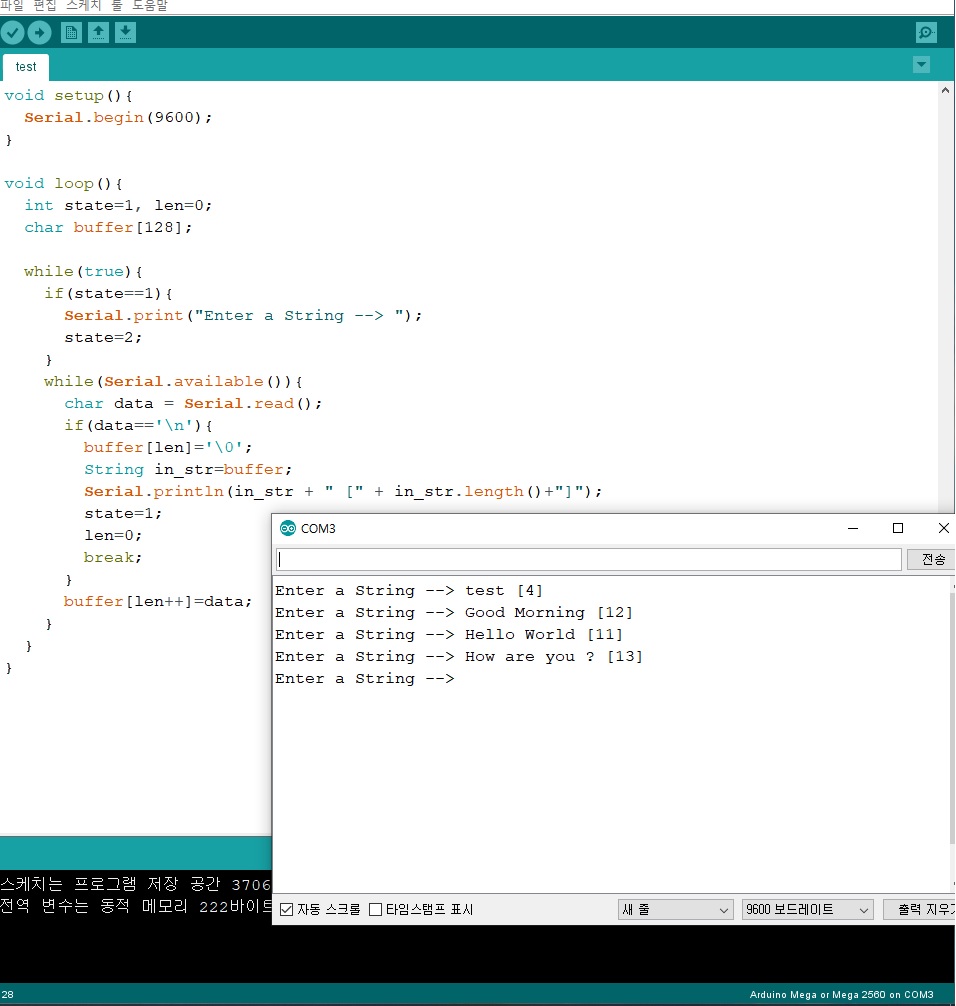 파일 편집 스케치 툴 도움말
test
void setup(){
  Serial.begin(9600);
}
void loop(){
  int state=1, len=0;
  char buffer[128];
  while(true){
    if(state==1){
      Serial.print("Enter a String --> ");
      state=2;
    }
    while(Serial.available()){
      char data = Serial.read();
      if(data=='\n'){
        buffer[len]='\0';
        String in_str=buffer;
        Serial.println(in_str + " [" + in_str.length()+"]");
        state=1;
        len=0;
        break;
      }
      buffer[len++]=data;
    }
  }
}
COM3
전송
Enter a String --> test [4]
Enter a String --> Good Morning [12]
Enter a String --> Hello World [11]
Enter a String --> How are you ? [13]
Enter a String -->
자동 스크롤 타임스탬프 표시 새 줄 9600 보드레이트 출력 지우기
스케치는 프로그램 저장 공간 3706
전역 변수는 동적 메모리 222바이트
28 Arduino Mega or Mega 2560 on COM3